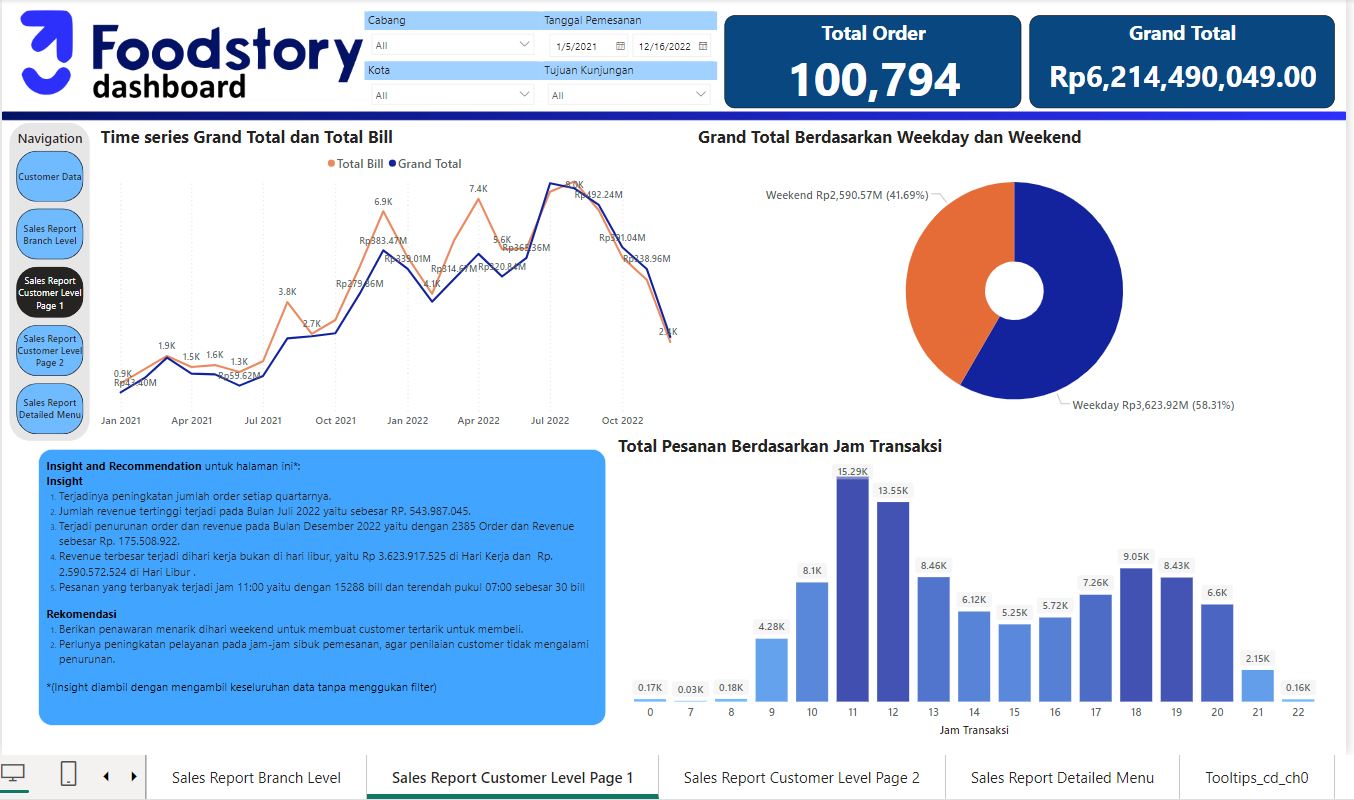 Foodstory
dashboard
Cabang
All
Tanggal Pemesanan
1/5/2021
12/16/2022
Kota
All
Tujuan Kunjungan
All
Total Order
100,794
Grand Total
Rp6,214,490,049.00
Navigation
Customer Data
Sales Report
Branch Level
Sales Report
Customer Level
Page 1
Sales Report
Customer Level
Page 2
Sales Report
Detailed Menu
Time series Grand Total dan Total Bill
Total Bill
Grand Total
0.9K
Rp43.40M
1.9K
1.5K
1.6K
1.3K
Rp59.62M
3.8K
2.7K
Rp279.86M
6.9K
Rp383.47M
Rp339.01M
4.1K
Rp314.67M
7.4K
Rp320.84M
5.6K
Rp365.36M
8.0K
Rp492.24M
Rp391.04M
Rp338.96M
2.4K
Jan 2021
Apr 2021
Jul 2021
Oct 2021
Jan 2022
Apr 2022
Jul 2022
Oct 2022
Grand Total Berdasarkan Weekday dan Weekend
Weekend Rp2,590.57M (41.69%)
Weekday Rp3,623.92M (58.31%)
Insight and Recommendation untuk halaman ini*:
Insight
1. Terjadinya peningkatan jumlah order setiap quartarnya.
2. Jumlah revenue tertinggi terjadi pada Bulan Juli 2022 yaitu sebesar RP. 543.987.045.
3. Terjadi penurunan order dan revenue pada Bulan Desember 2022 yaitu dengan 2385 Order dan Revenue
sebesar Rp. 175,508.922.
4. Revenue terbesar terjadi dihari kerja bukan di hari libur, yaitu Rp 3.623.917.525 di Hari Kerja dan Rp.
2.590.572.524 di Hari Libur .
5. Pesanan yang terbanyak terjadi jam 11:00 yaitu dengan 15288 bill dan terendah pukul 07:00 sebesar 30 bill
Rekomendasi
1. Berikan penawaran menarik dihari weekend untuk membuat customer tertarik untuk membeli.
2. Perlunya peningkatan pelayanan pada jam-jam sibuk pemesanan, agar penilaian customer tidak mengalami
penurunan.
*(Insight diambil dengan mengambil keseluruhan data tanpa menggukan filter)
Total Pesanan Berdasarkan Jam Transaksi
0.17K
0.03K
0.18K
4.28K
8.1K
15.29K
13.55K
8.46K
6.12K
5.25K
5.72K
7.26K
9.05K
8.43K
6.6K
2.15K
0.16K
0
7
8
9
10
11
12
13
14
15
16
17
18
19
20
21
22
Jam Transaksi
Sales Report Branch Level
Sales Report Customer Level Page 1
Sales Report Customer Level Page 2
Sales Report Detailed Menu
Tooltips_cd_ch0